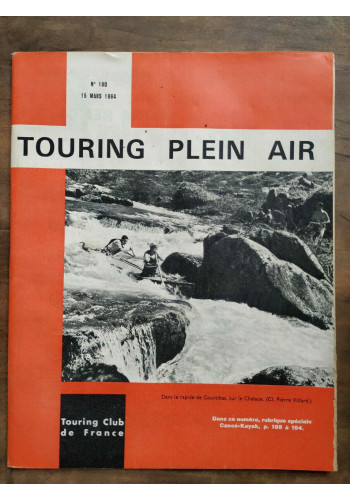 N° 180
15 MARS 1964
TOURING PLEIN AIR
Dans le rapide de sur le Chalaux. (Cl. Pierre Villard.)
Touring Club
de France
Dans ce numéro, rubrique spéciale
Canoë-Kayak, p. 188 à 194.